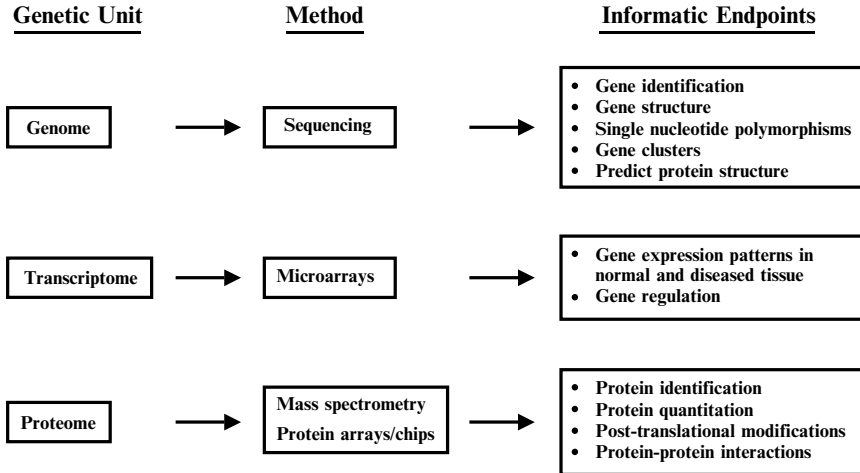 Genetic Unit
Method
Informatic Endpoints
Genome
Sequencing
• Gene identification
• Gene structure
• Single nucleotide polymorphisms
• Gene clusters
• Predict protein structure
Transcriptome
Microarrays
• Gene expression patterns in
normal and diseased tissue
• Gene regulation
Proteome
Mass spectrometry
Protein arrays/chips
• Protein identification
• Protein quantitation
• Post-translational modifications
• Protein-protein interactions